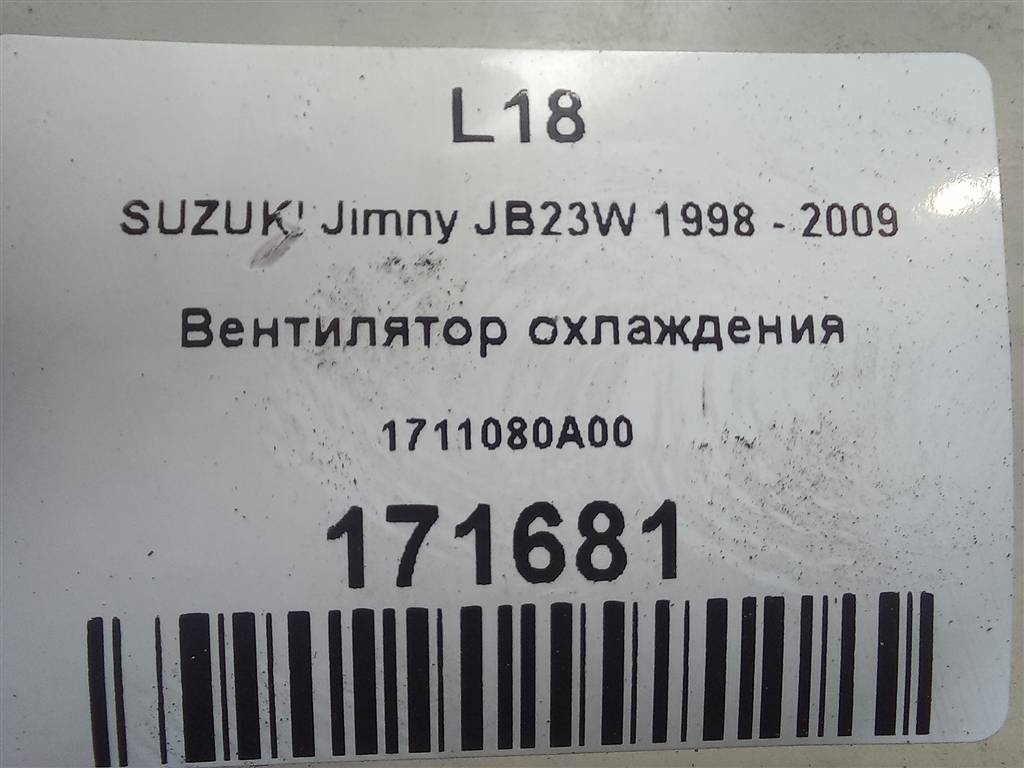 L18
SUZUKI Jimny JB23W 1998 - 2009
Вентилятор охлаждения
1711080A00
171681